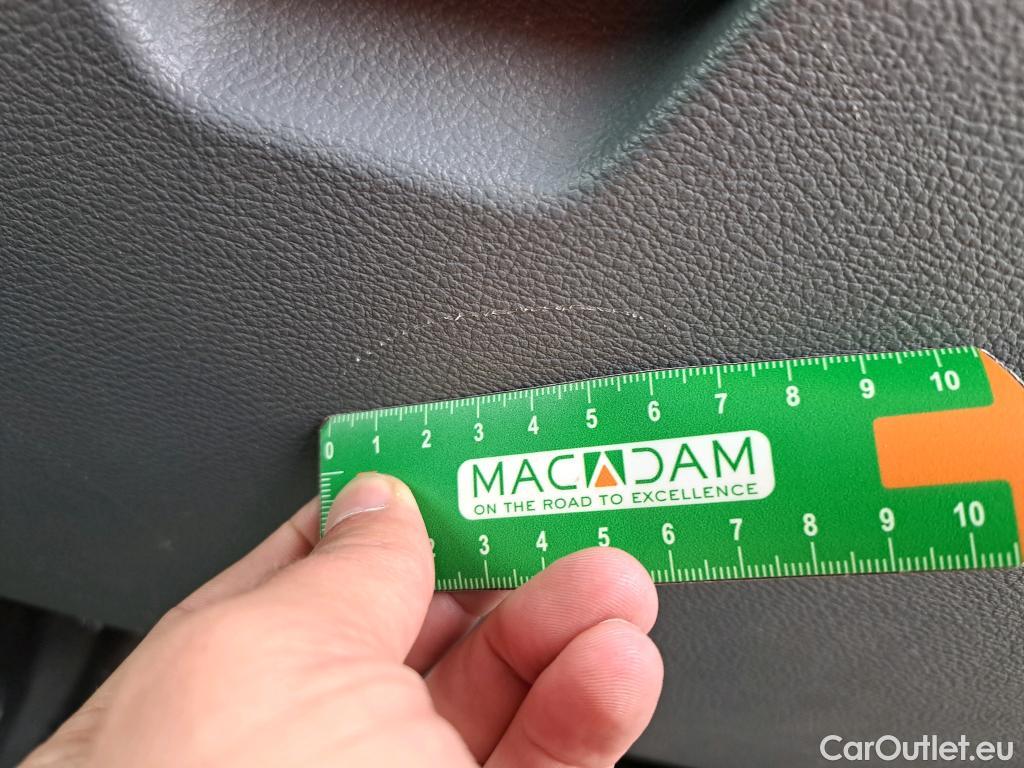 0 1 2 3 4 5 6 7 8 9 10
MACADAM
ON THE ROAD TO EXCELLENCE
2 3 4 5 6 7 8 9 10
CarOutlet.eu